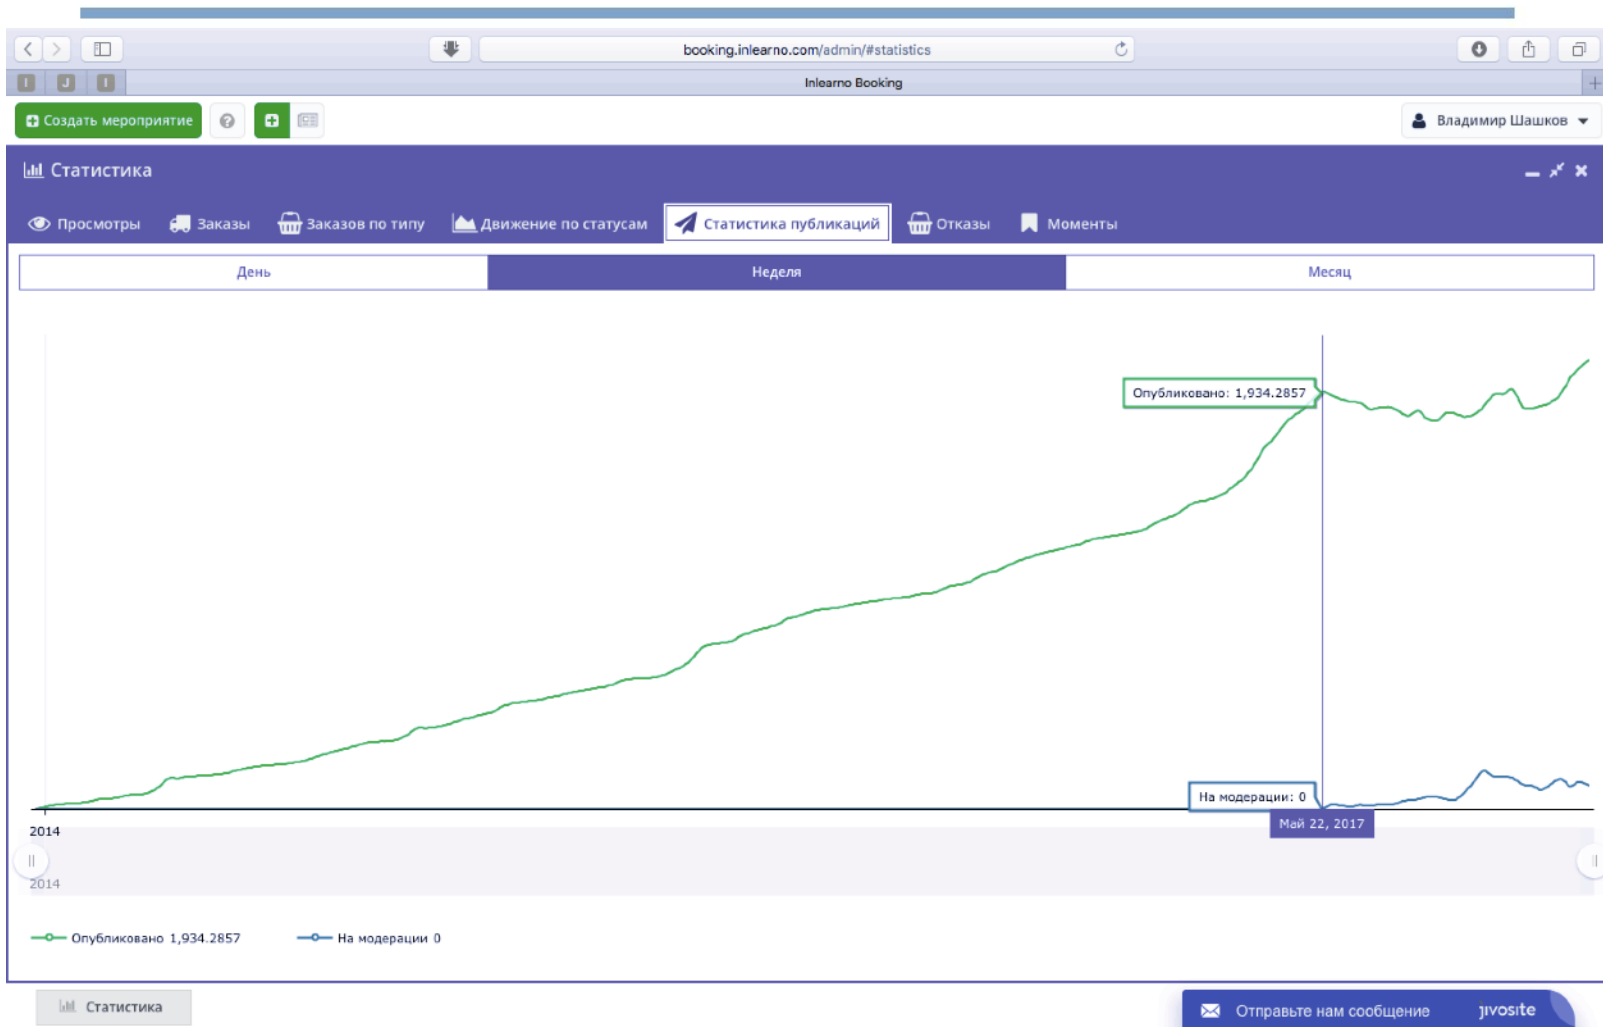 booking.inlearno.com/admin/#statistics
I J I Inlearno Booking
Создать мероприятие Владимир Шашков
Статистика
Просмотры Заказы Заказов по типу Движение по статусам Статистика публикаций Отказы Моменты
День Неделя Месяц
Опубликовано: 1,934.2857
На модерации: 0
Май 22, 2017
2014
2014
Опубликовано 1,934.2857 На модерации 0
Статистика
Отправьте нам сообщение jivosite